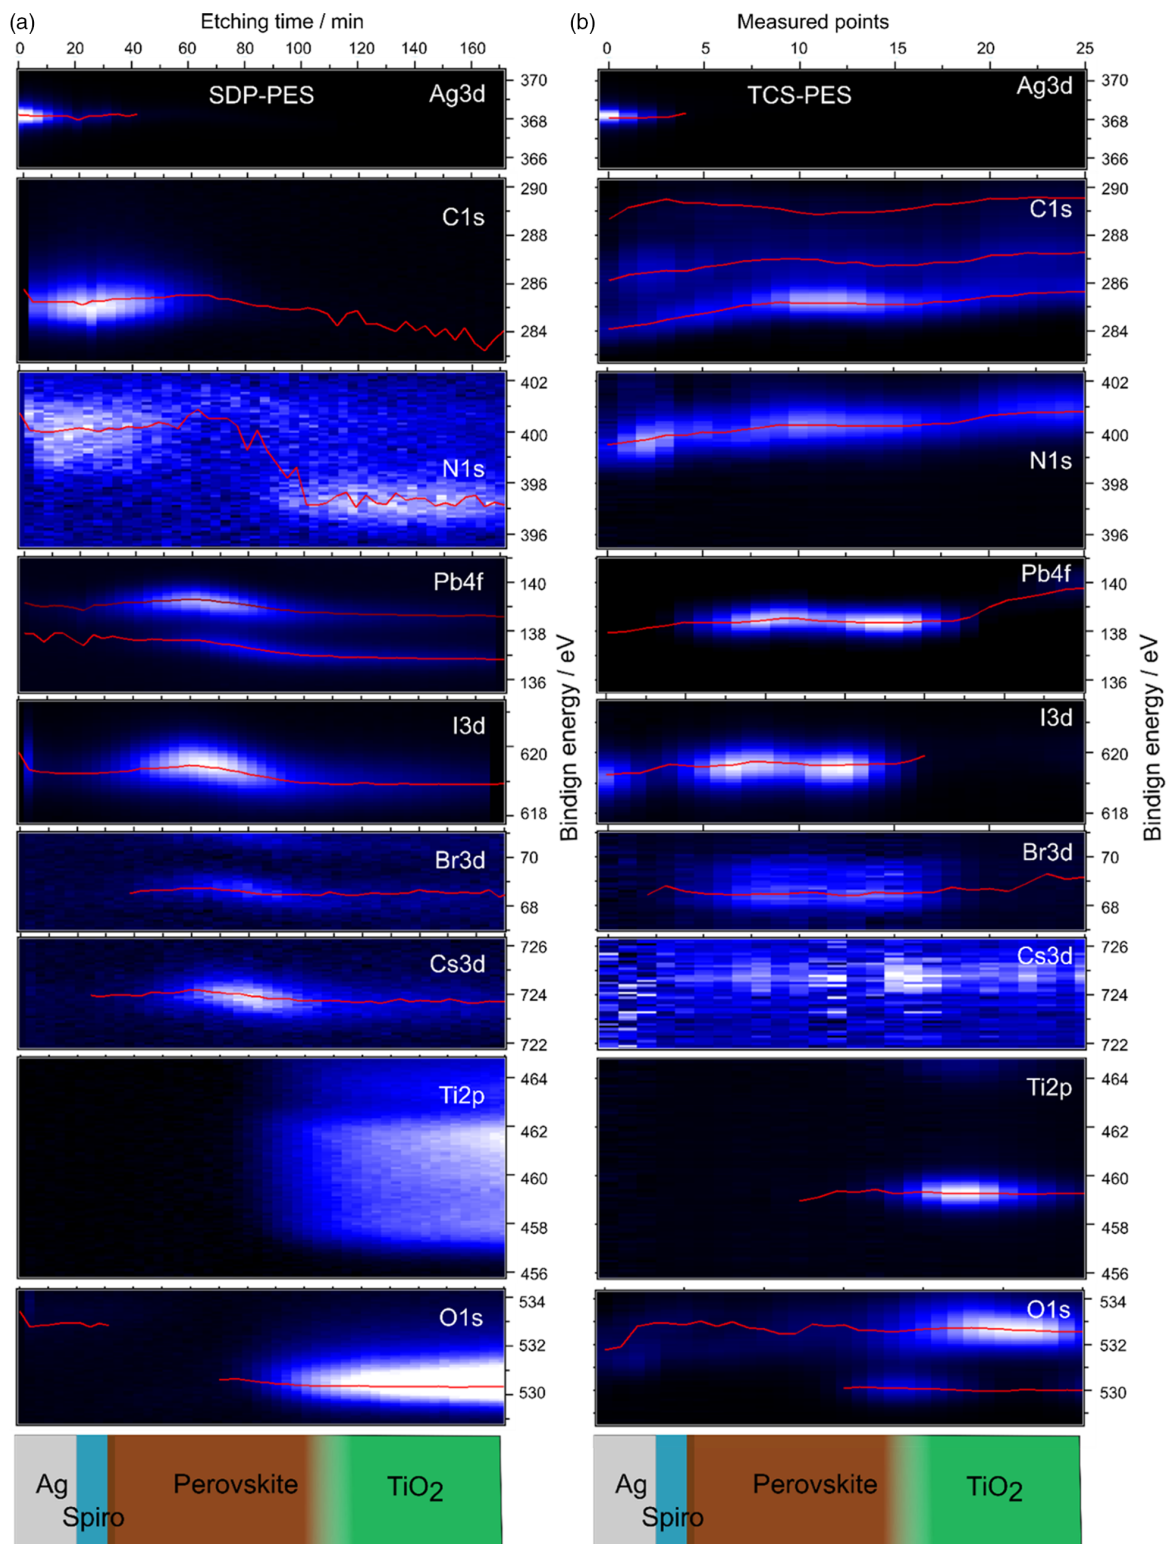 (a) Etching time / min
0 20 40 60 80 100 120 140 160
SDP-PES Ag3d
370
368
366
C1s
290
288
286
284
N1s
402
400
398
396
Pb4f
140
138
136
I3d
620
618
Br3d
70
68
Cs3d
726
724
722
Ti2p
464
462
460
458
456
O1s
534
532
530
Bindign energy / eV
Ag
Spiro
Perovskite
TiO2
(b) Measured points
0 5 10 15 20 25
TCS-PES Ag3d
370
368
366
C1s
290
288
286
284
N1s
402
400
398
396
Pb4f
140
138
136
I3d
620
618
Br3d
70
68
Cs3d
726
724
722
Ti2p
464
462
460
458
456
O1s
534
532
530
Bindign energy / eV
Ag
Spiro
Perovskite
TiO2